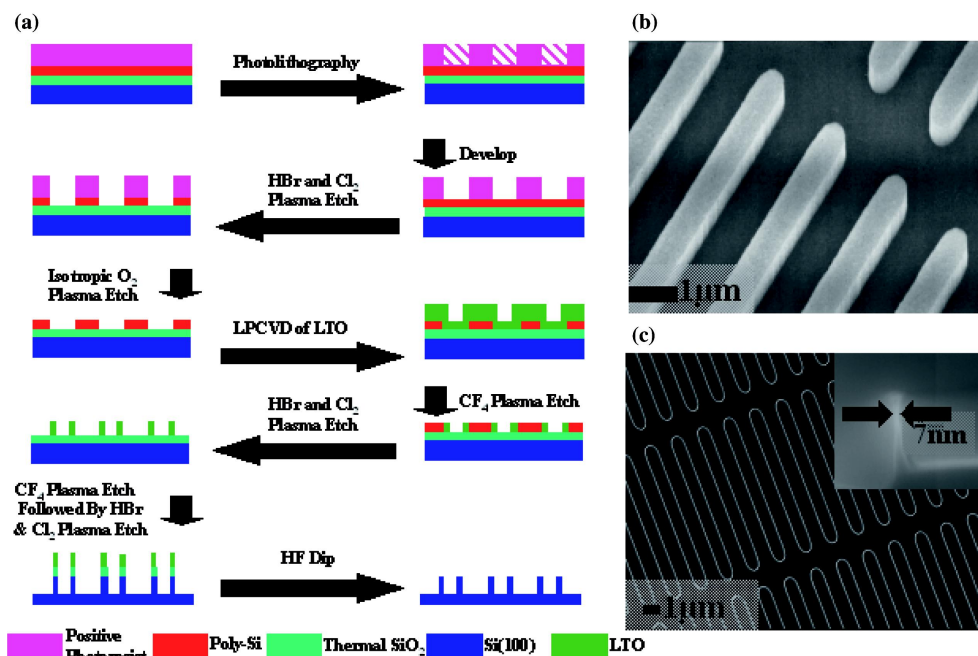 (a)
Photolithography
Develop
HBr and Cl2
Plasma Etch
Isotropic O2
Plasma Etch
LPCVD of LTO
CF4 Plasma Etch
HBr and Cl2
Plasma Etch
CF4 Plasma Etch
Followed By HBr
& Cl2 Plasma Etch
HF Dip
Positive
Poly-Si
Thermal SiO2
Si(100)
LTO
(b)
1μm
(c)
7nm
1μm